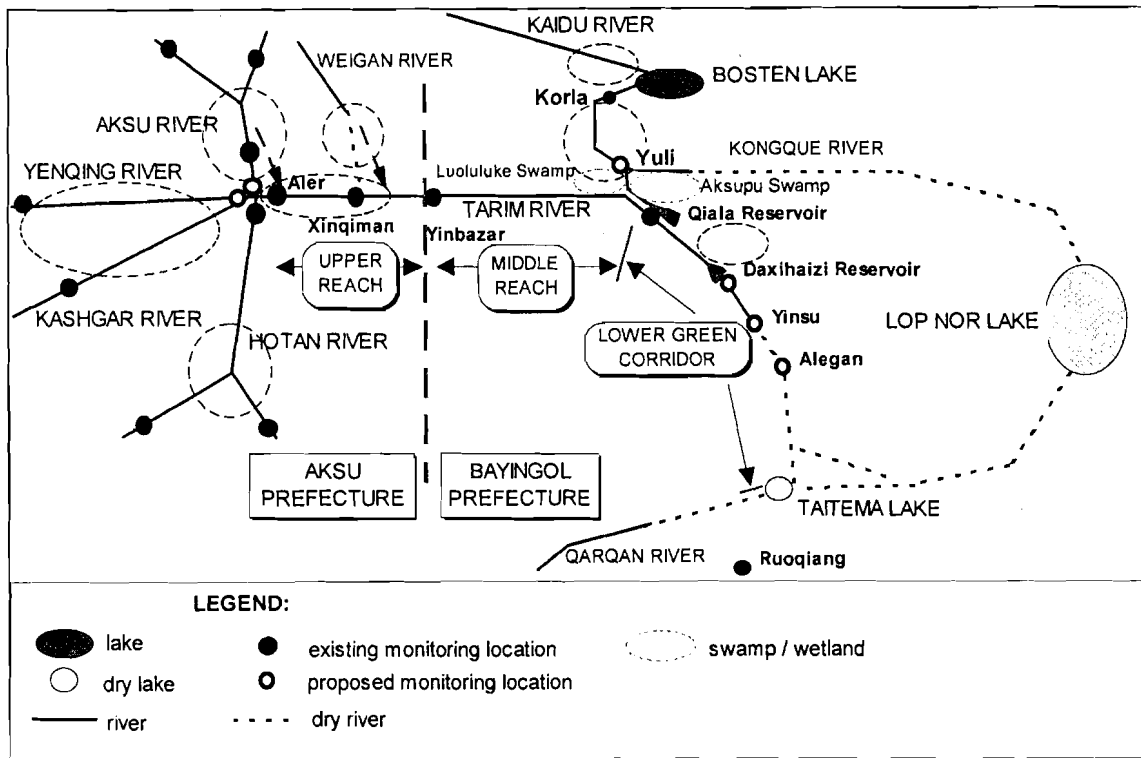 KAIDU RIVER
WEIGAN RIVER
BOSTEN LAKE
Korla
AKSU RIVER
YENQING RIVER
Yuli
KONGQUE RIVER
Luoluluke Swamp
Aler
Aksupu Swamp
TARIM RIVER
Qiala Reservoir
Xinqiman
Yinbazar
UPPER
REACH
MIDDLE
REACH
Daxihaizi Reservoir
KASHGAR RIVER
Yinsu
LOP NOR LAKE
HOTAN RIVER
LOWER GREEN
CORRIDOR
Alegan
AKSU
PREFECTURE
BAYINGOL
PREFECTURE
TAITEMA LAKE
QARQAN RIVER
Ruoqiang
LEGEND:
lake
existing monitoring location
swamp / wetland
dry lake
proposed monitoring location
river
dry river